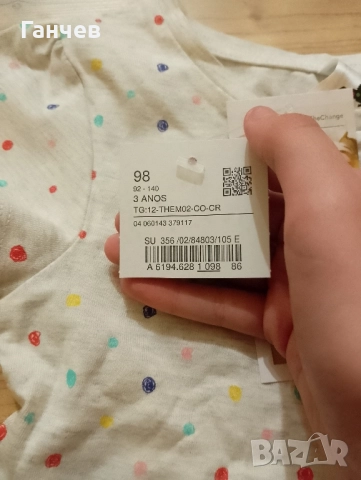 Ганчев
Change
98
92 - 140
3 ANOS
TG:12-THEM02-CO-CR
04 060143 379117
SU 356 /02/84803/105 E
A 6194.628 1 098 86
BAZAR